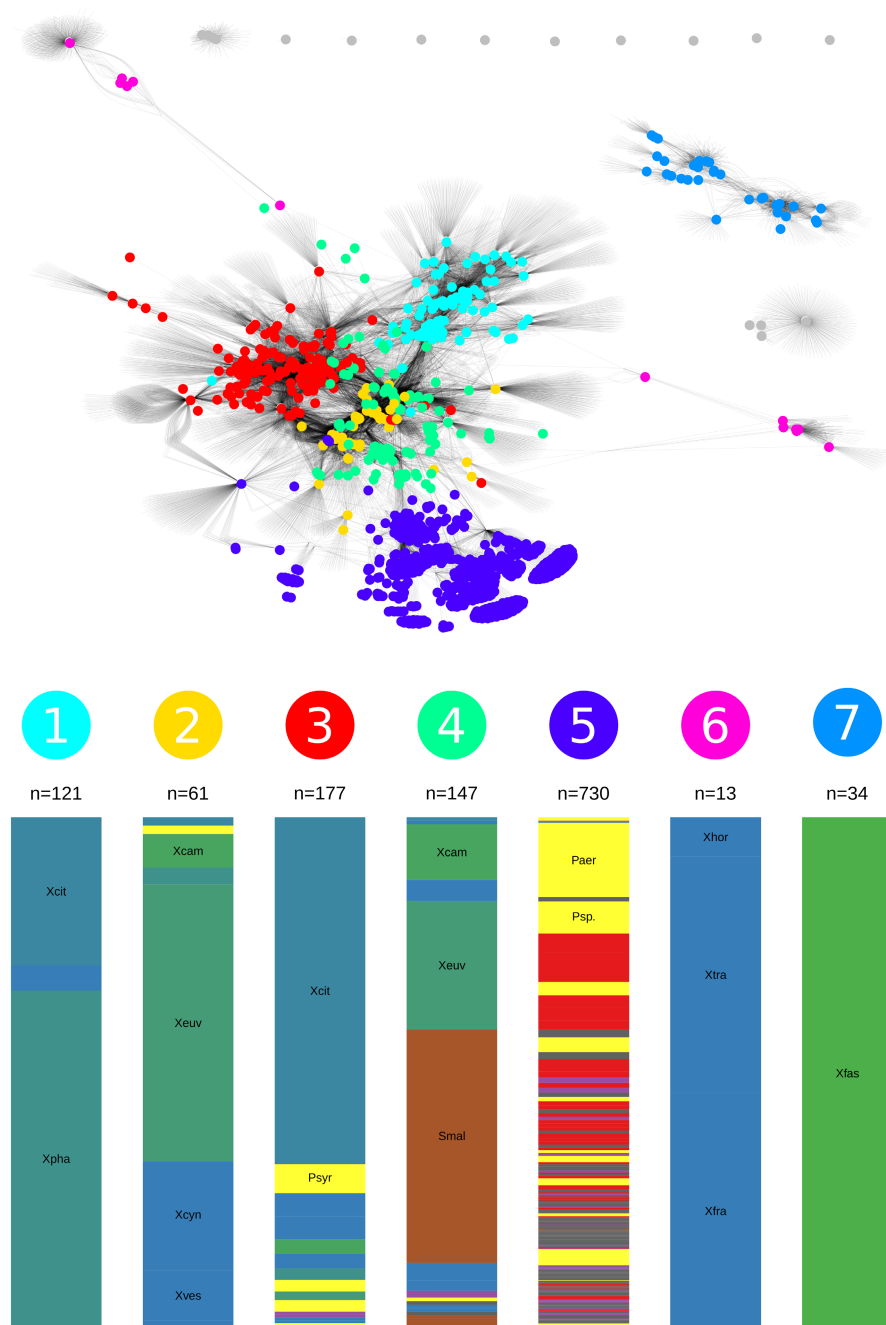 1 2 3 4 5 6 7
n=121 n=61 n=177 n=147 n=730 n=13 n=34
Xcit
Xpha
Xcam
Xeuv
Xcyn
Xves
Xcit
Psyr
Xcam
Xeuv
Smal
Paer
Psp.
Xhor
Xtra
Xfra
Xfas